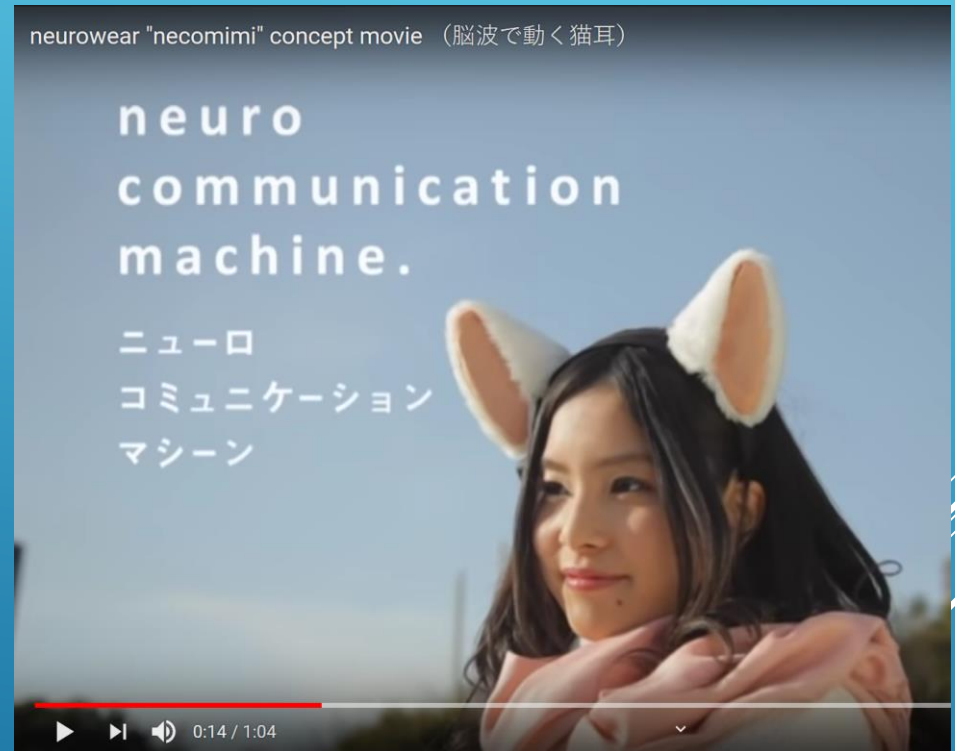 neurowear "necomimi" concept movie （脳波で動く猫耳）
neuro
communication
machine.
ニューロ
コミュニケーション
マシーン
0:14 / 1:04